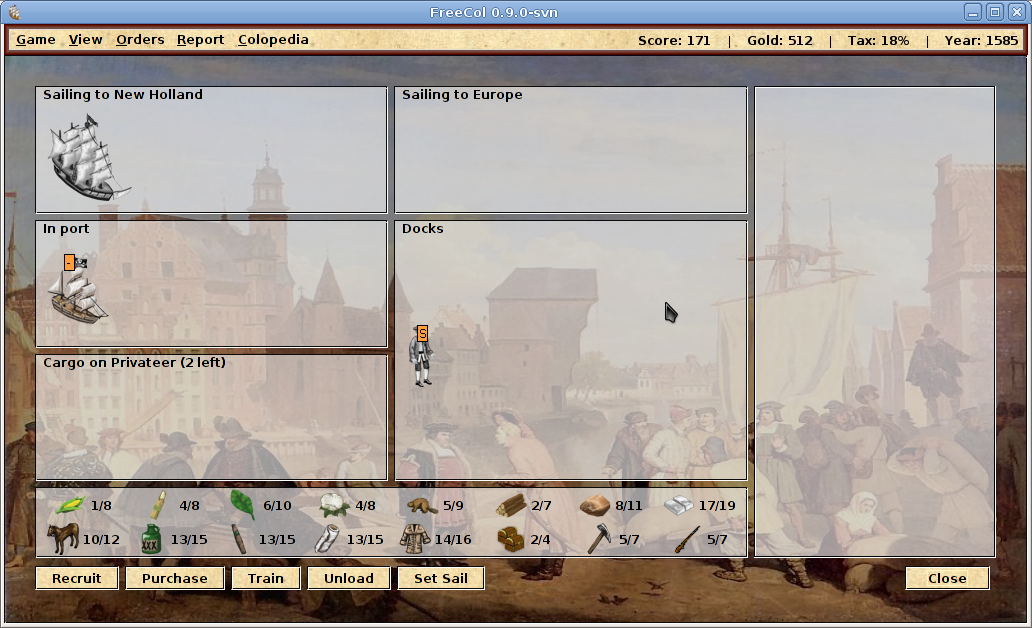 FreeCol 0.9.0-svn
Game View Orders Report Colopedia Score: 171 | Gold: 512 | Tax: 18% | Year: 1585
Sailing to New Holland
Sailing to Europe
In port
-
Docks
S
Cargo on Privateer (2 left)
1/8 4/8 6/10 4/8 5/9 2/7 8/11 17/19
10/12 13/15 13/15 13/15 14/16 2/4 5/7 5/7
XXX
Recruit Purchase Train Unload Set Sail Close